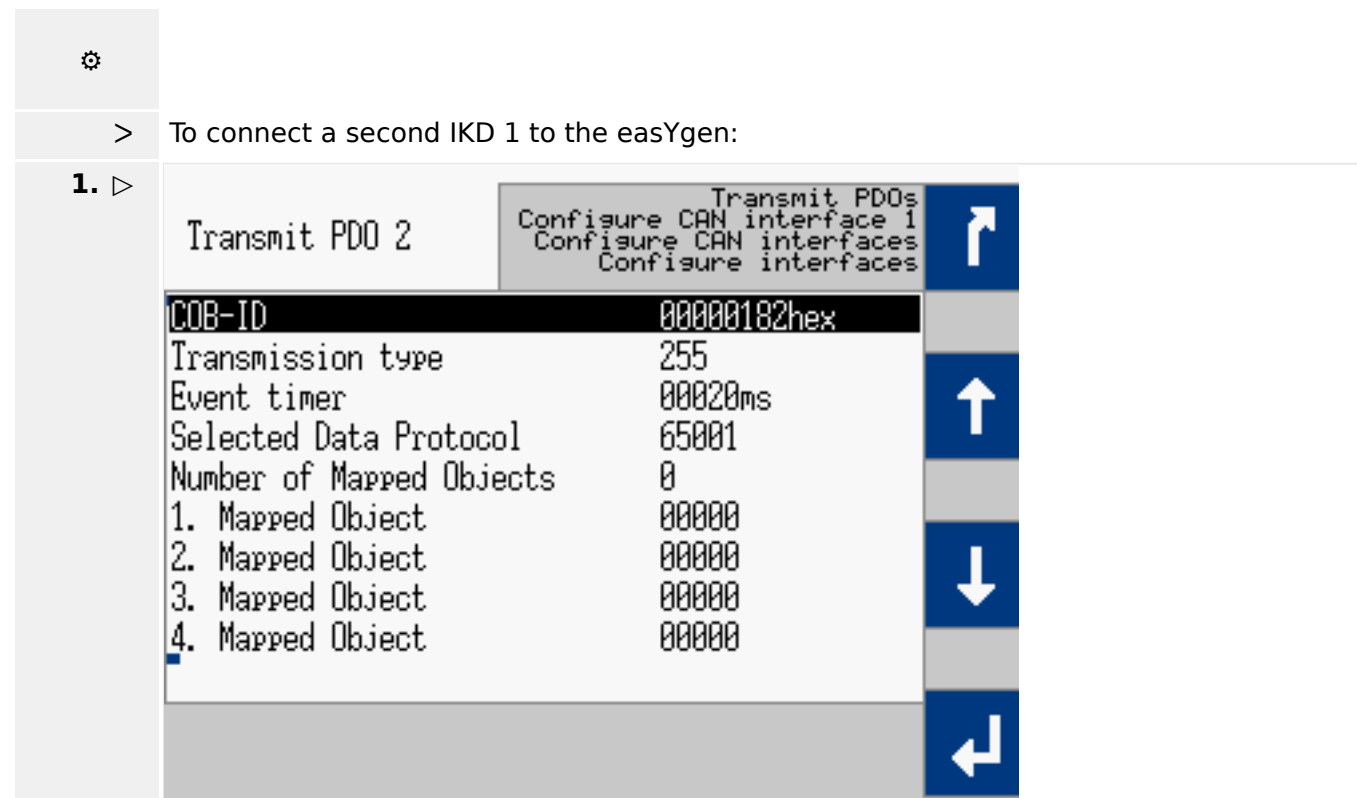 > To connect a second IKD 1 to the easYgen:
1. ▷
Transmit PDO 2
Transmit PDOs
Configure CAN interface 1
Configure CAN interfaces
Configure interfaces
COB-ID 00000182hex
Transmission type 255
Event timer 00020ms
Selected Data Protocol 65001
Number of Mapped Objects 0
1. Mapped Object 00000
2. Mapped Object 00000
3. Mapped Object 00000
4. Mapped Object 00000